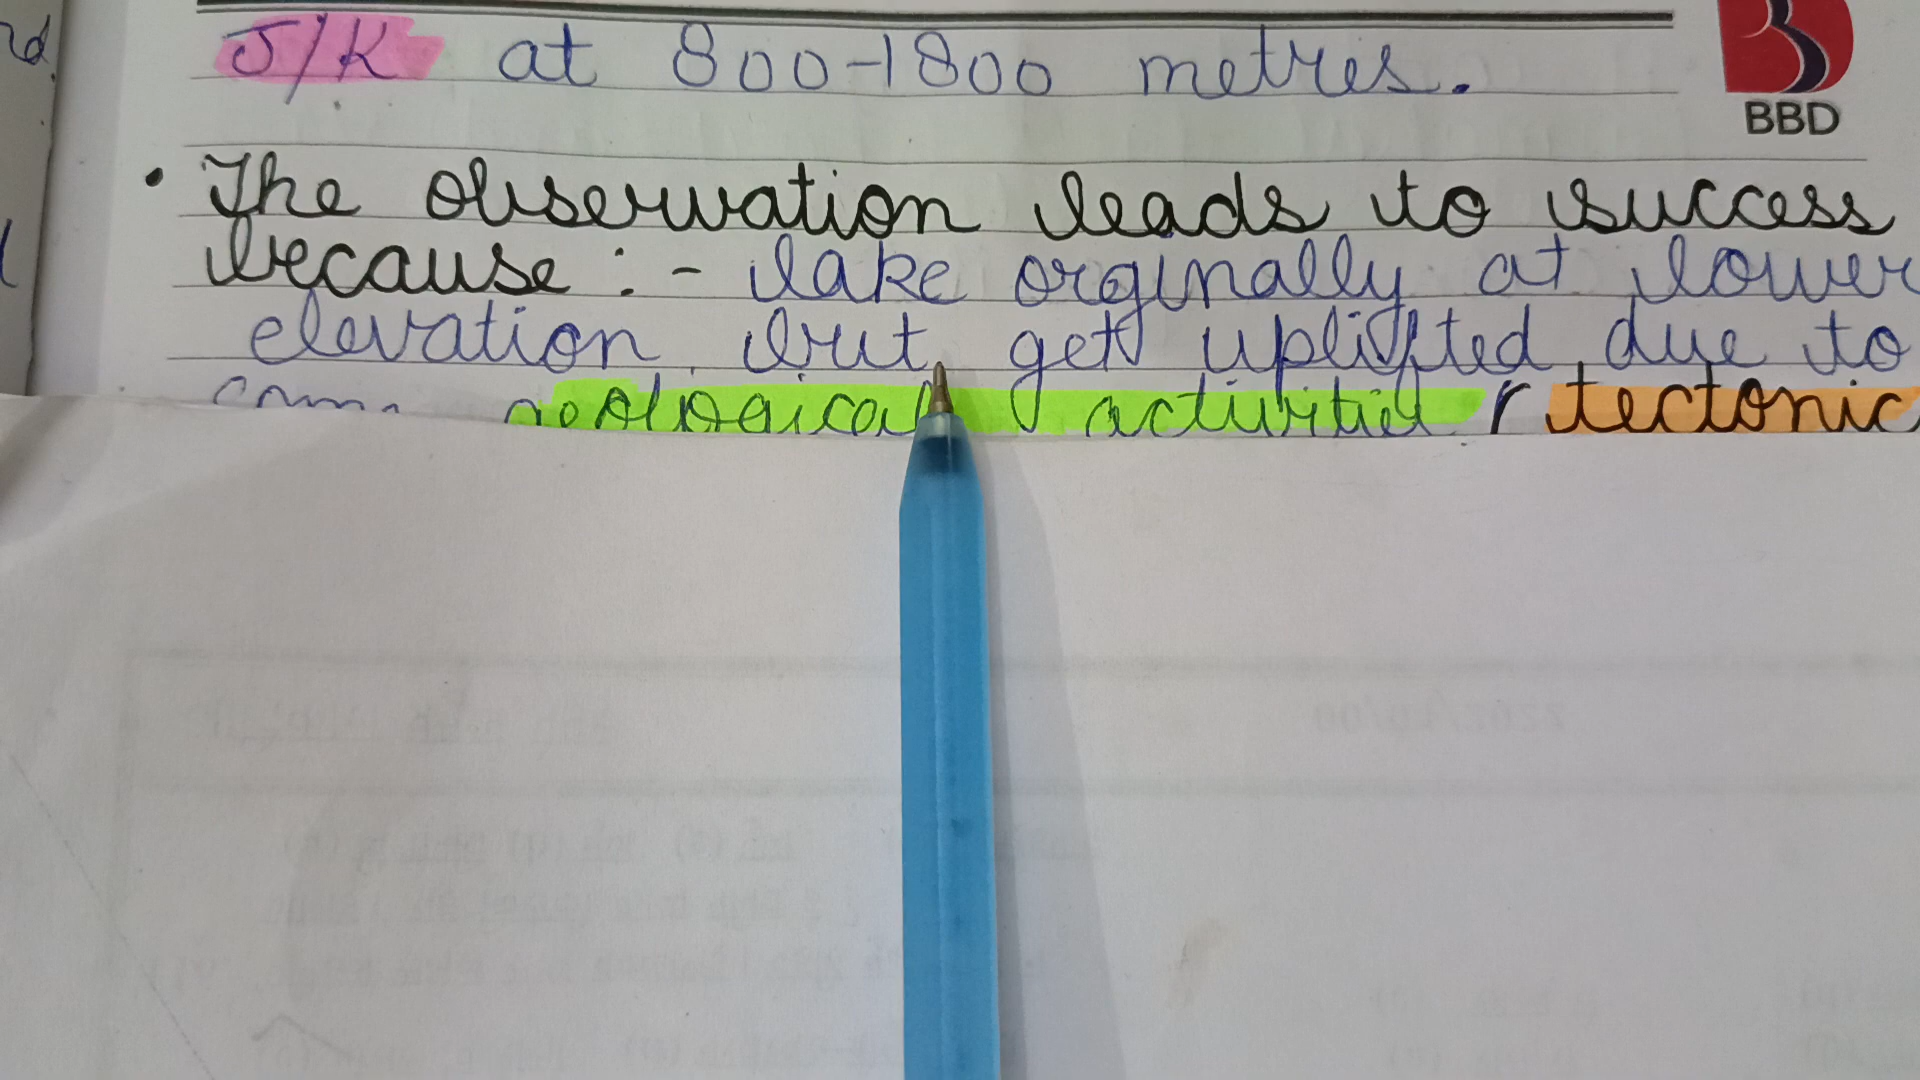 J/K at 800-1800 metres.
BBD
• The observation leads to success
because :- lake orginally at lower
elevation but get uplifted due to
some geological activities / tectonic